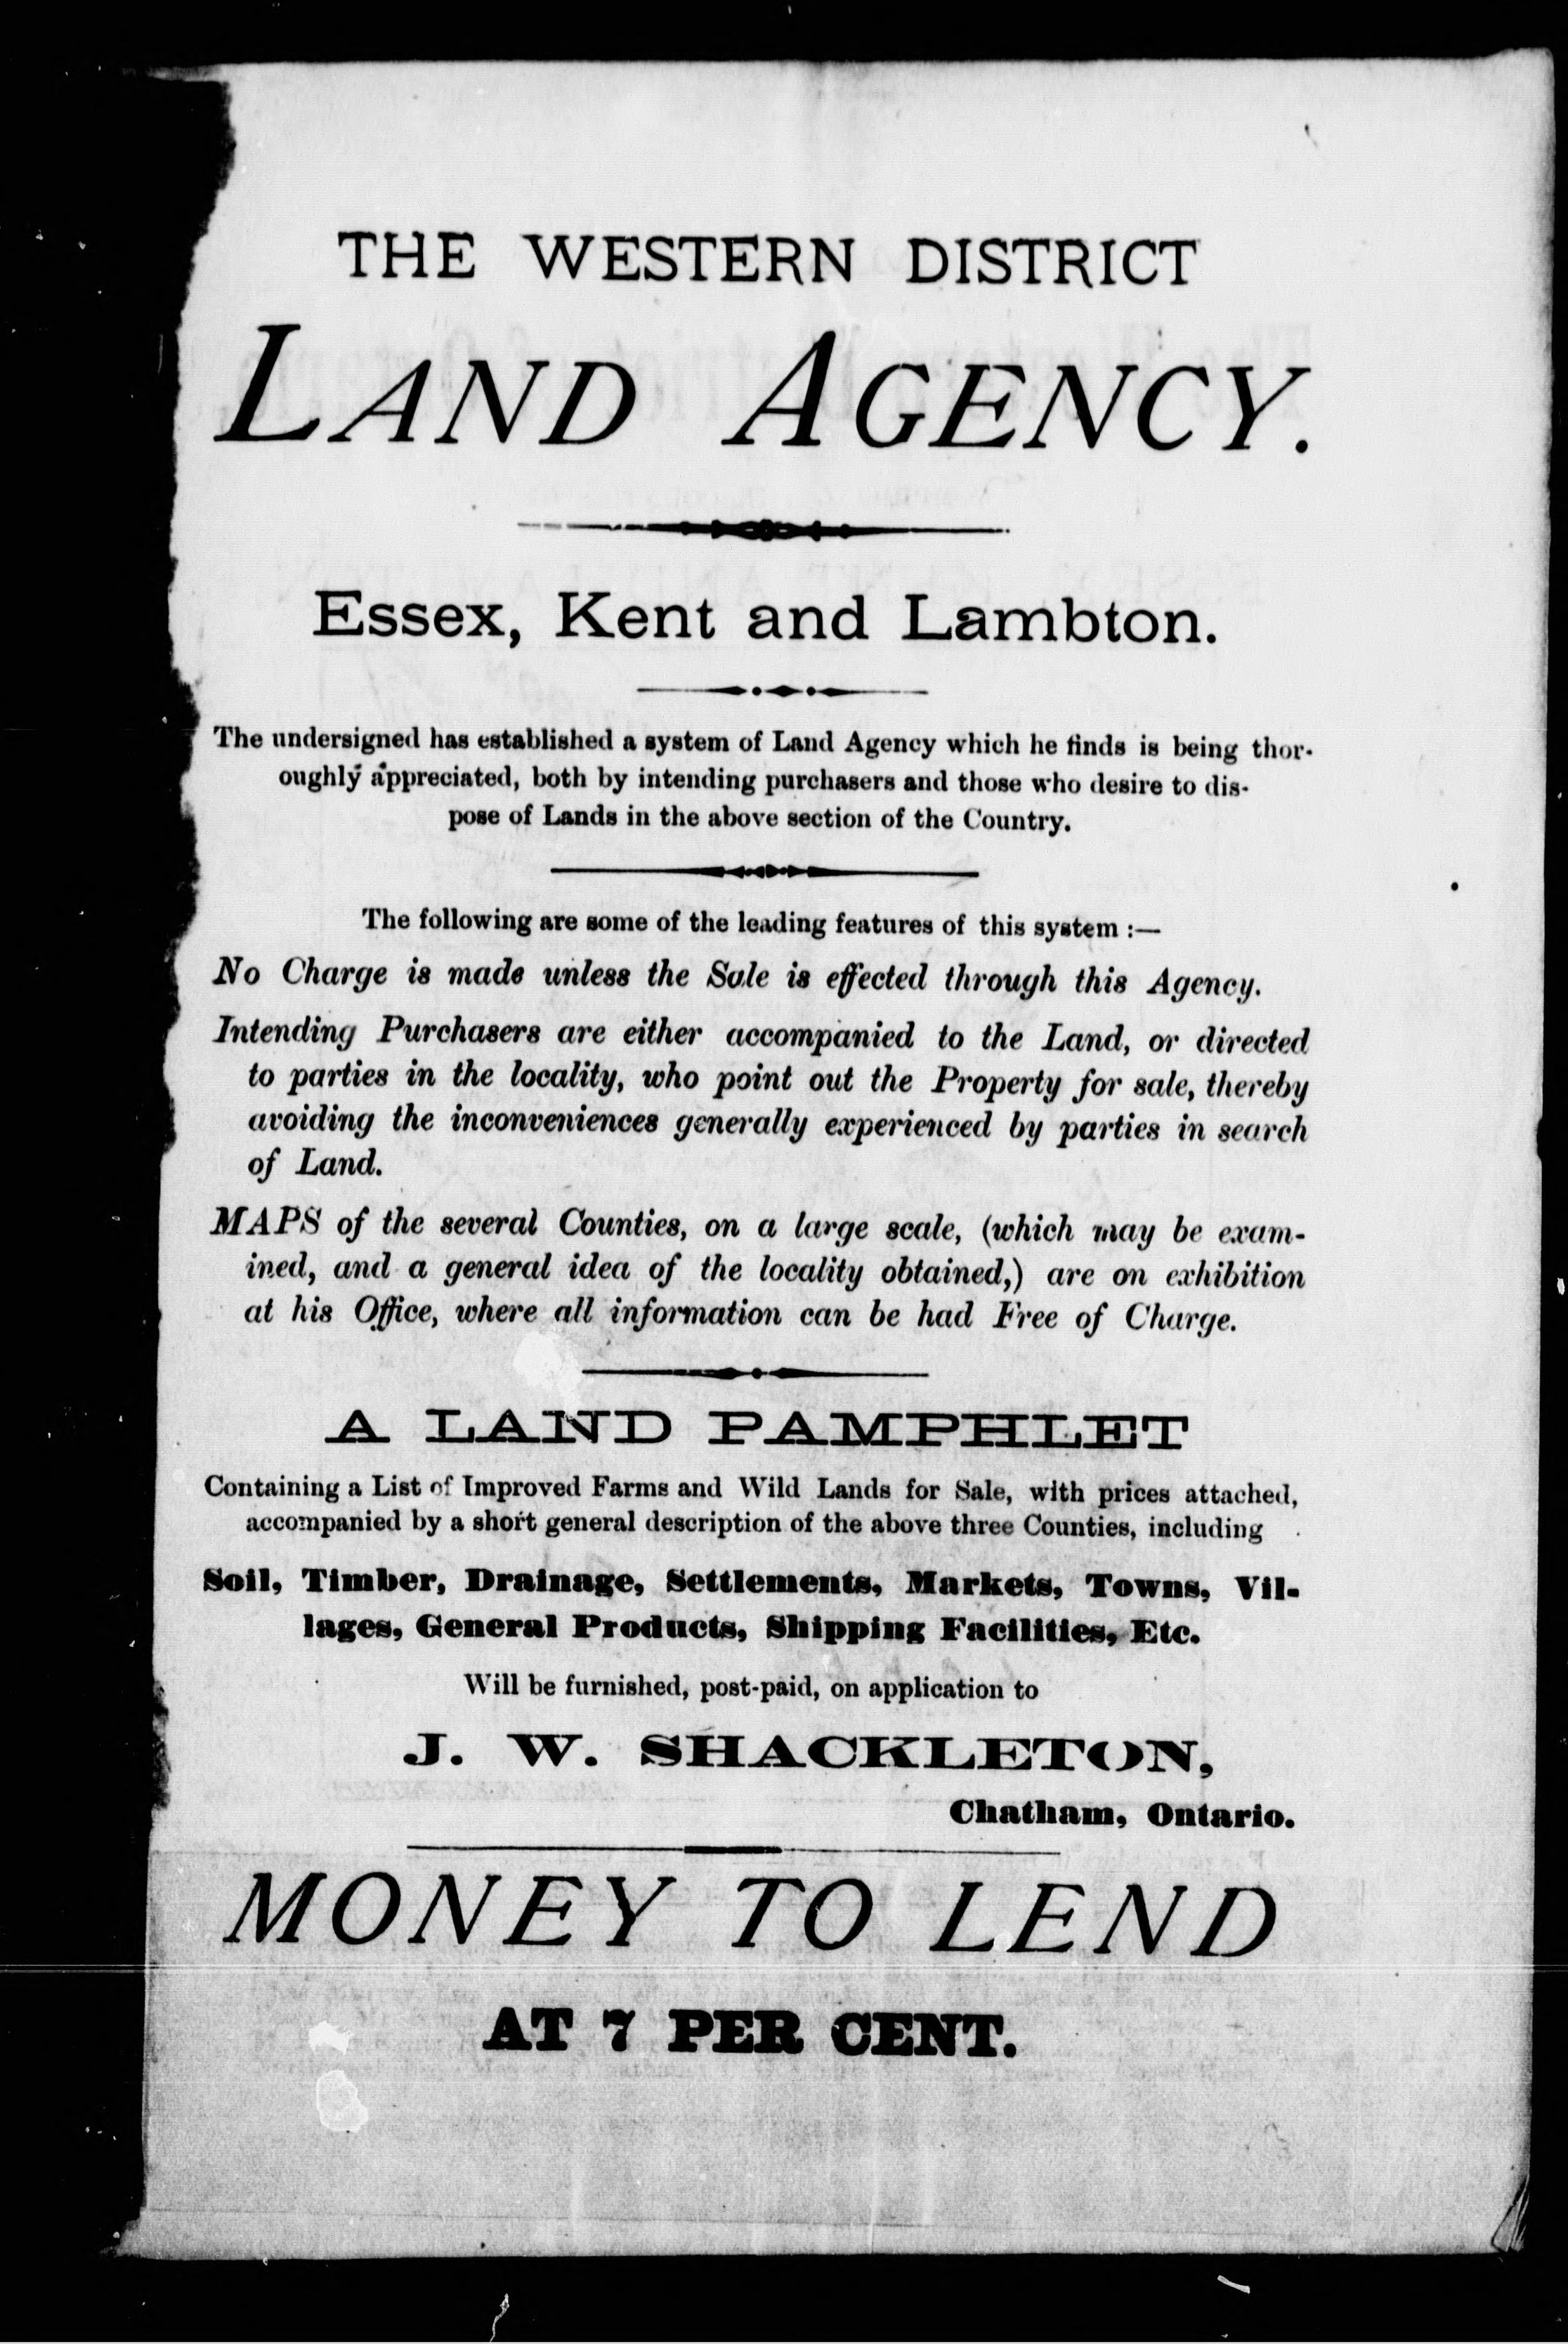 THE WESTERN DISTRICT
LAND AGENCY.
Essex, Kent and Lambton.
The undersigned has established a system of Land Agency which he finds is being thor-
oughly appreciated, both by intending purchasers and those who desire to dis-
pose of Lands in the above section of the Country.
The following are some of the leading features of this system :—
No Charge is made unless the Sale is effected through this Agency.
Intending Purchasers are either accompanied to the Land, or directed
to parties in the locality, who point out the Property for sale, thereby
avoiding the inconveniences generally experienced by parties in search
of Land.
MAPS of the several Counties, on a large scale, (which may be exam-
ined, and a general idea of the locality obtained,) are on exhibition
at his Office, where all information can be had Free of Charge.
A LAND PAMPHLET
Containing a List of Improved Farms and Wild Lands for Sale, with prices attached,
accompanied by a short general description of the above three Counties, including
Soil, Timber, Drainage, Settlements, Markets, Towns, Vil-
lages, General Products, Shipping Facilities, Etc.
Will be furnished, post-paid, on application to
J. W. SHACKLETON,
Chatham, Ontario.
MONEY TO LEND
AT 7 PER CENT.